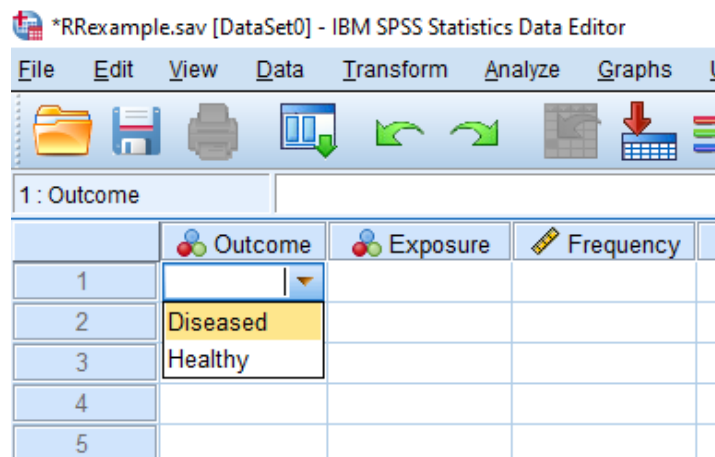 *RRexample.sav [DataSet0] - IBM SPSS Statistics Data Editor
File Edit View Data Transform Analyze Graphs
1 : Outcome
Outcome Exposure Frequency
1
2 Diseased
3 Healthy
4
5